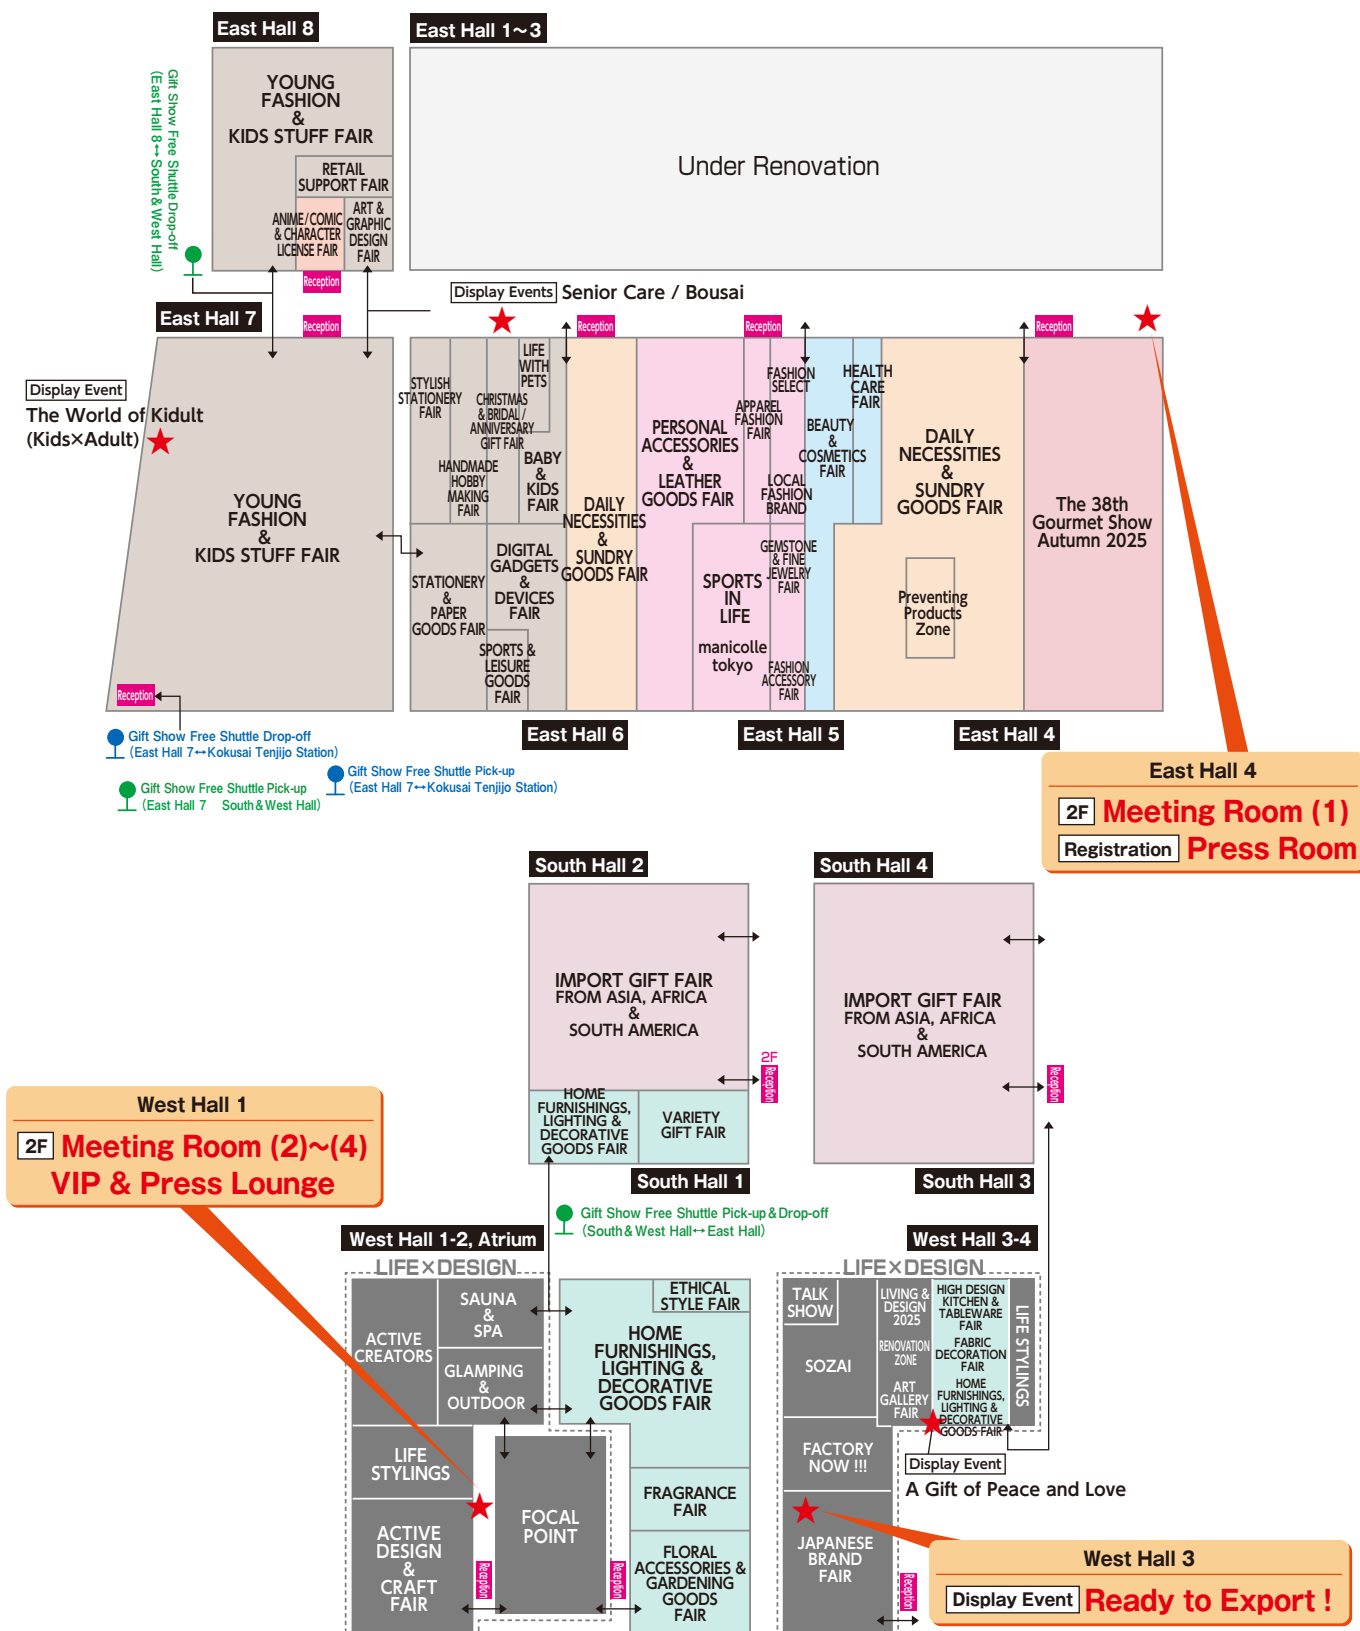 East Hall 8
East Hall 1~3
YOUNG
FASHION
&
KIDS STUFF FAIR
RETAIL
SUPPORT FAIR
ANIME/COMIC
& CHARACTER
LICENSE FAIR
ART &
GRAPHIC
DESIGN
FAIR
Reception
Gift Show Free Shuttle Drop-off
(East Hall 8↔South & West Hall)
Under Renovation
East Hall 7
Reception
Display Events Senior Care / Bousai
Reception
Reception
Reception
Display Event
The World of Kidult
(Kids×Adult)
YOUNG
FASHION
&
KIDS STUFF FAIR
Reception
STYLISH
STATIONERY
FAIR
HANDMADE
HOBBY
MAKING
FAIR
CHRISTMAS
& BRIDAL /
ANNIVERSARY
GIFT FAIR
LIFE
WITH
PETS
BABY
&
KIDS
FAIR
STATIONERY
&
PAPER
GOODS FAIR
DIGITAL
GADGETS
&
DEVICES
FAIR
SPORTS &
LEISURE
GOODS
FAIR
DAILY
NECESSITIES
&
SUNDRY
GOODS FAIR
PERSONAL
ACCESSORIES
&
LEATHER
GOODS FAIR
APPAREL
FASHION
FAIR
FASHION
SELECT
LOCAL
FASHION
BRAND
SPORTS
IN
LIFE
manicolle
tokyo
GEMSTONE
& FINE
JEWELRY
FAIR
FASHION
ACCESSORY
FAIR
BEAUTY
&
COSMETICS
FAIR
HEALTH
CARE
FAIR
DAILY
NECESSITIES
&
SUNDRY
GOODS FAIR
Preventing
Products
Zone
The 38th
Gourmet Show
Autumn 2025
East Hall 6
East Hall 5
East Hall 4
Gift Show Free Shuttle Drop-off
(East Hall 7↔Kokusai Tenjijo Station)
Gift Show Free Shuttle Pick-up
(East Hall 7↔Kokusai Tenjijo Station)
Gift Show Free Shuttle Pick-up
(East Hall 7 South & West Hall)
East Hall 4
2F Meeting Room (1)
Registration Press Room
South Hall 2
IMPORT GIFT FAIR
FROM ASIA, AFRICA
&
SOUTH AMERICA
2F
Reception
HOME
FURNISHINGS,
LIGHTING &
DECORATIVE
GOODS FAIR
VARIETY
GIFT FAIR
South Hall 1
South Hall 4
IMPORT GIFT FAIR
FROM ASIA, AFRICA
&
SOUTH AMERICA
Reception
South Hall 3
West Hall 1
2F Meeting Room (2)~(4)
VIP & Press Lounge
Gift Show Free Shuttle Pick-up & Drop-off
(South & West Hall↔East Hall)
West Hall 1-2, Atrium
LIFE×DESIGN
ACTIVE
CREATORS
SAUNA
&
SPA
GLAMPING
&
OUTDOOR
LIFE
STYLINGS
ACTIVE
DESIGN
&
CRAFT
FAIR
Reception
FOCAL
POINT
Reception
ETHICAL
STYLE FAIR
HOME
FURNISHINGS,
LIGHTING &
DECORATIVE
GOODS FAIR
FRAGRANCE
FAIR
FLORAL
ACCESSORIES &
GARDENING
GOODS
FAIR
West Hall 3-4
LIFE×DESIGN
TALK
SHOW
SOZAI
LIVING &
DESIGN
2025
RENOVATION
ZONE
ART
GALLERY
FAIR
HIGH DESIGN
KITCHEN &
TABLEWARE
FAIR
FABRIC
DECORATION
FAIR
HOME
FURNISHINGS,
LIGHTING &
DECORATIVE
GOODS FAIR
LIFE STYLINGS
FACTORY
NOW !!!
Display Event
A Gift of Peace and Love
JAPANESE
BRAND
FAIR
Reception
West Hall 3
Display Event Ready to Export !